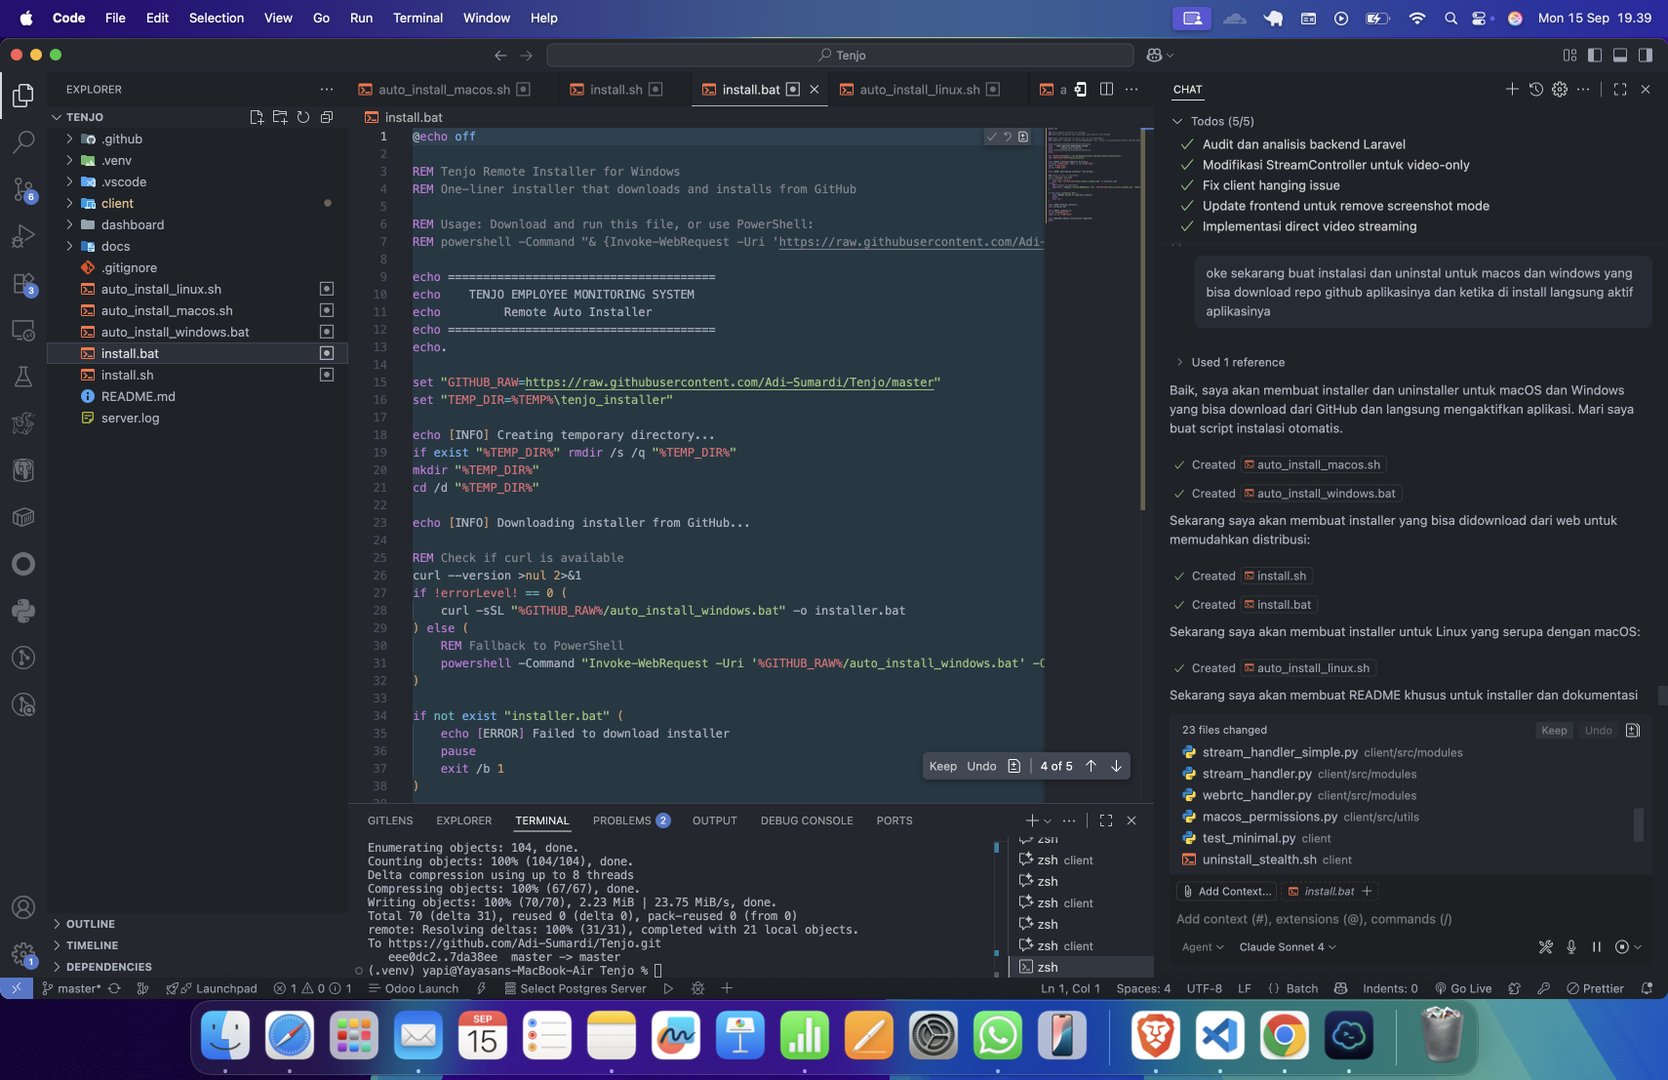 Code File Edit Selection View Go Run Terminal Window Help
Mon 15 Sep 19.39
Tenjo
EXPLORER
TENJO
.github
.venv
.vscode
client
dashboard
docs
.gitignore
auto_install_linux.sh
auto_install_macos.sh
auto_install_windows.bat
install.bat
install.sh
README.md
server.log
OUTLINE
TIMELINE
DEPENDENCIES
6
3
1
auto_install_macos.sh
install.sh
install.bat
auto_install_linux.sh
a
install.bat
1 @echo off
2
3 REM Tenjo Remote Installer for Windows
4 REM One-liner installer that downloads and installs from GitHub
5
6 REM Usage: Download and run this file, or use PowerShell:
7 REM powershell -Command "& {Invoke-WebRequest -Uri 'https://raw.githubusercontent.com/Adi-
8
9 echo ======================================
10 echo TENJO EMPLOYEE MONITORING SYSTEM
11 echo Remote Auto Installer
12 echo ======================================
13 echo.
14
15 set "GITHUB_RAW=https://raw.githubusercontent.com/Adi-Sumardi/Tenjo/master"
16 set "TEMP_DIR=%TEMP%\tenjo_installer"
17
18 echo [INFO] Creating temporary directory...
19 if exist "%TEMP_DIR%" rmdir /s /q "%TEMP_DIR%"
20 mkdir "%TEMP_DIR%"
21 cd /d "%TEMP_DIR%"
22
23 echo [INFO] Downloading installer from GitHub...
24
25 REM Check if curl is available
26 curl --version >nul 2>&1
27 if !errorLevel! == 0 (
28 curl -sSL "%GITHUB_RAW%/auto_install_windows.bat" -o installer.bat
29 ) else (
30 REM Fallback to PowerShell
31 powershell -Command "Invoke-WebRequest -Uri '%GITHUB_RAW%/auto_install_windows.bat' -O
32 )
33
34 if not exist "installer.bat" (
35 echo [ERROR] Failed to download installer
36 pause
37 exit /b 1
38 )
Keep Undo 4 of 5
GITLENS EXPLORER TERMINAL PROBLEMS 2 OUTPUT DEBUG CONSOLE PORTS
Enumerating objects: 104, done.
Counting objects: 100% (104/104), done.
Delta compression using up to 8 threads
Compressing objects: 100% (67/67), done.
Writing objects: 100% (70/70), 2.23 MiB | 23.75 MiB/s, done.
Total 70 (delta 31), reused 0 (delta 0), pack-reused 0 (from 0)
remote: Resolving deltas: 100% (31/31), completed with 21 local objects.
To https://github.com/Adi-Sumardi/Tenjo.git
eee0dc2..7da38ee master -> master
(.venv) yapi@Yayasans-MacBook-Air Tenjo %
zsh
zsh client
zsh
zsh client
zsh
zsh client
zsh
CHAT
Todos (5/5)
Audit dan analisis backend Laravel
Modifikasi StreamController untuk video-only
Fix client hanging issue
Update frontend untuk remove screenshot mode
Implementasi direct video streaming
oke sekarang buat instalasi dan uninstal untuk macos dan windows yang
bisa download repo github aplikasinya dan ketika di install langsung aktif
aplikasinya
Used 1 reference
Baik, saya akan membuat installer dan uninstaller untuk macOS dan Windows
yang bisa download dari GitHub dan langsung mengaktifkan aplikasi. Mari saya
buat script instalasi otomatis.
Created auto_install_macos.sh
Created auto_install_windows.bat
Sekarang saya akan membuat installer yang bisa didownload dari web untuk
memudahkan distribusi:
Created install.sh
Created install.bat
Sekarang saya akan membuat installer untuk Linux yang serupa dengan macOS:
Created auto_install_linux.sh
Sekarang saya akan membuat README khusus untuk installer dan dokumentasi
23 files changed Keep Undo
stream_handler_simple.py client/src/modules
stream_handler.py client/src/modules
webrtc_handler.py client/src/modules
macos_permissions.py client/src/utils
test_minimal.py client
uninstall_stealth.sh client
Add Context... install.bat
Add context (#), extensions (@), commands (/)
Agent Claude Sonnet 4
master* Launchpad 1 0 1 Odoo Launch Select Postgres Server
Ln 1, Col 1 Spaces: 4 UTF-8 LF {} Batch Indents: 0 Go Live Prettier
SEP
15